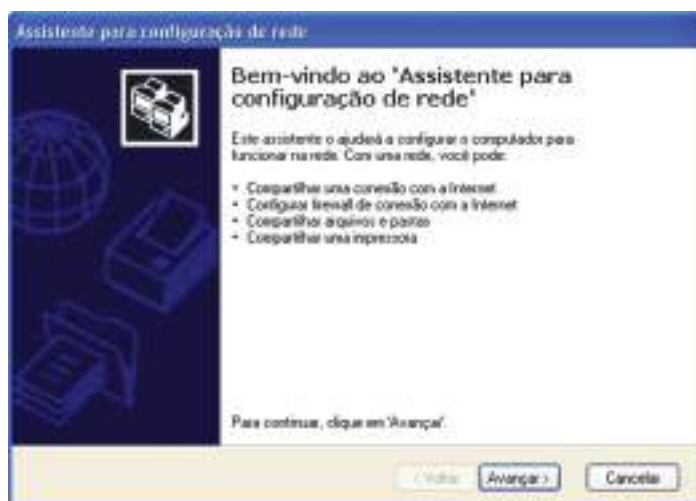 Assistente para configuração de rede
Bem-vindo ao "Assistente para
configuração de rede"
Este assistente o ajudará a configurar o computador para
funcionar na rede. Com uma rede, você pode:
• Compartilhar uma conexão com a Internet
• Configurar firewall de conexão com a Internet
• Compartilhar arquivos e pastas
• Compartilhar uma impressora
Para continuar, clique em 'Avançar'.
< Voltar Avançar > Cancelar